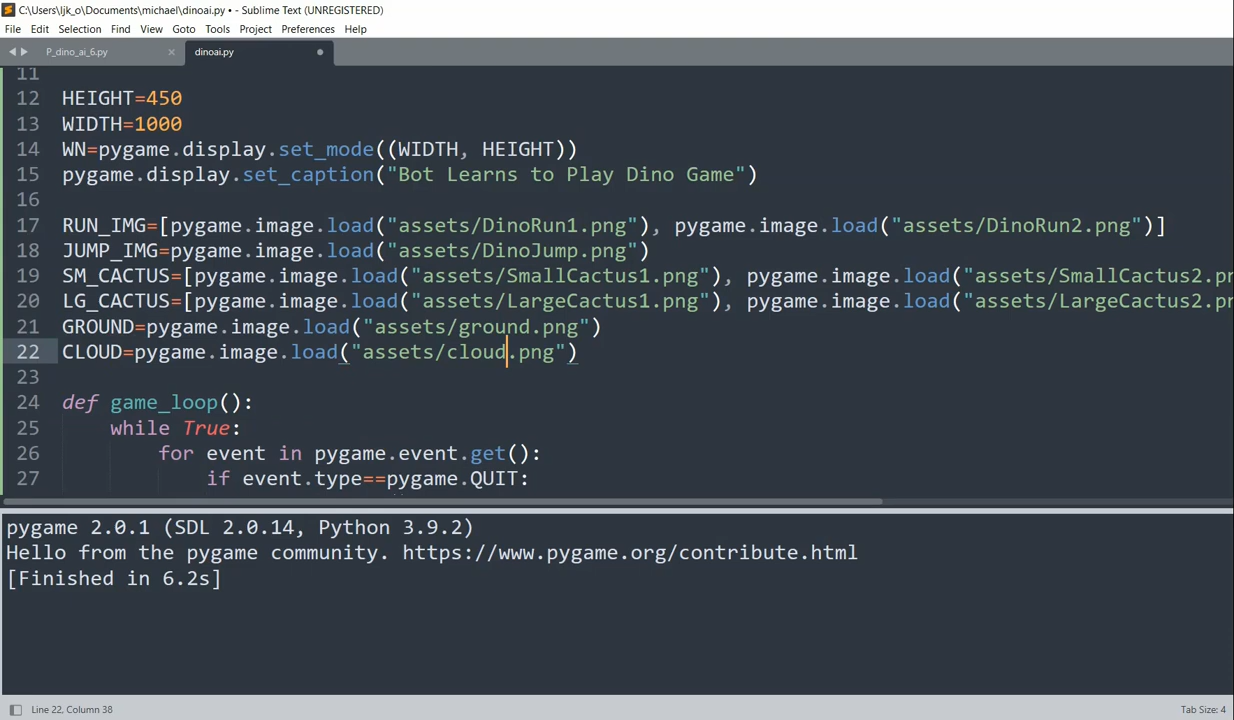 C:\Users\ljk_o\Documents\michael\dinoai.py • - Sublime Text (UNREGISTERED)
File Edit Selection Find View Goto Tools Project Preferences Help
P_dino_ai_6.py dinoai.py
11
12 HEIGHT=450
13 WIDTH=1000
14 WN=pygame.display.set_mode((WIDTH, HEIGHT))
15 pygame.display.set_caption("Bot Learns to Play Dino Game")
16
17 RUN_IMG=[pygame.image.load("assets/DinoRun1.png"), pygame.image.load("assets/DinoRun2.png")]
18 JUMP_IMG=pygame.image.load("assets/DinoJump.png")
19 SM_CACTUS=[pygame.image.load("assets/SmallCactus1.png"), pygame.image.load("assets/SmallCactus2.pn
20 LG_CACTUS=[pygame.image.load("assets/LargeCactus1.png"), pygame.image.load("assets/LargeCactus2.pn
21 GROUND=pygame.image.load("assets/ground.png")
22 CLOUD=pygame.image.load("assets/cloud.png")
23
24 def game_loop():
25 while True:
26 for event in pygame.event.get():
27 if event.type==pygame.QUIT:
pygame 2.0.1 (SDL 2.0.14, Python 3.9.2)
Hello from the pygame community. https://www.pygame.org/contribute.html
[Finished in 6.2s]
Line 22, Column 38 Tab Size: 4